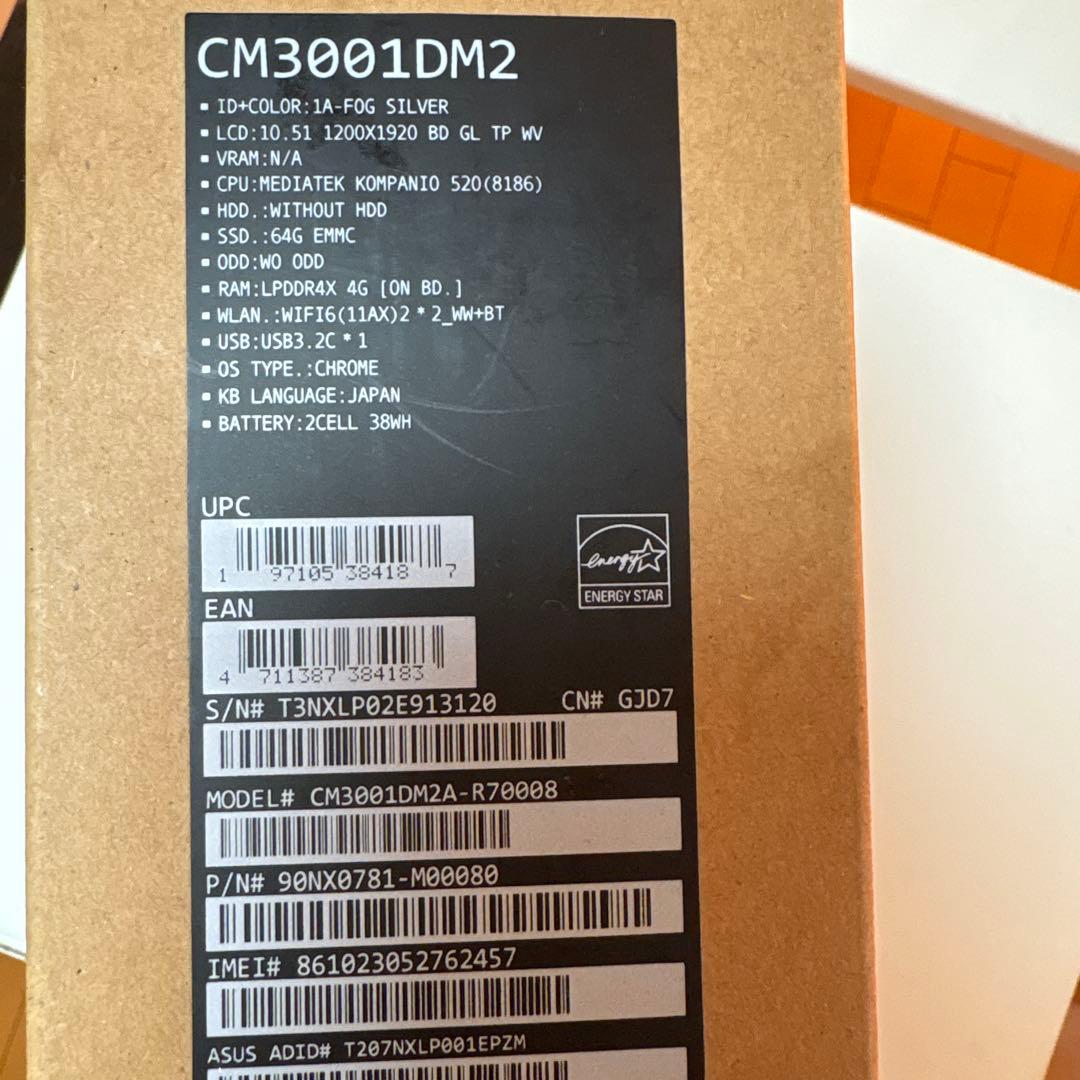 CM3001DM2
▪ ID+COLOR:1A-FOG SILVER
▪ LCD:10.51 1200X1920 BD GL TP WV
▪ VRAM:N/A
▪ CPU:MEDIATEK KOMPANIO 520(8186)
▪ HDD.:WITHOUT HDD
▪ SSD.:64G EMMC
▪ ODD:WO ODD
▪ RAM:LPDDR4X 4G [ON BD.]
▪ WLAN.:WIFI6(11AX)2*2_WW+BT
▪ USB:USB3.2C*1
▪ OS TYPE.:CHROME
▪ KB LANGUAGE:JAPAN
▪ BATTERY:2CELL 38WH
UPC
1 97105 38418 7
energy
ENERGY STAR
EAN
4 711387 384183
S/N# T3NXLP02E913120 CN# GJD7
MODEL# CM3001DM2A-R70008
P/N# 90NX0781-M00080
IMEI# 861023052762457
ASUS ADID# T207NXLP001EPZM